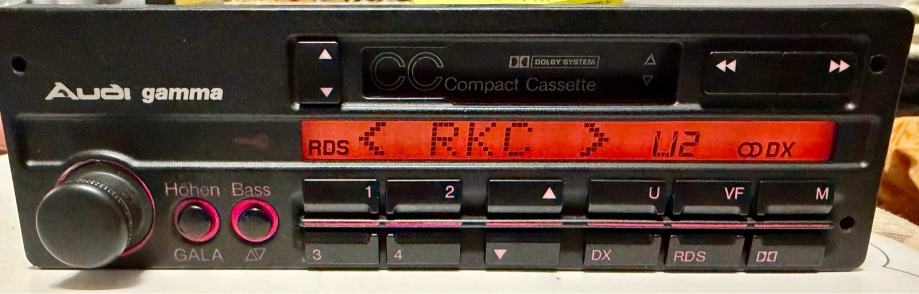 CC Compact Cassette DOLBY SYSTEM
Audi gamma
RDS < RKC > U2 DX
Höhen Bass
GALA
1 2 U VF M
3 4 DX RDS